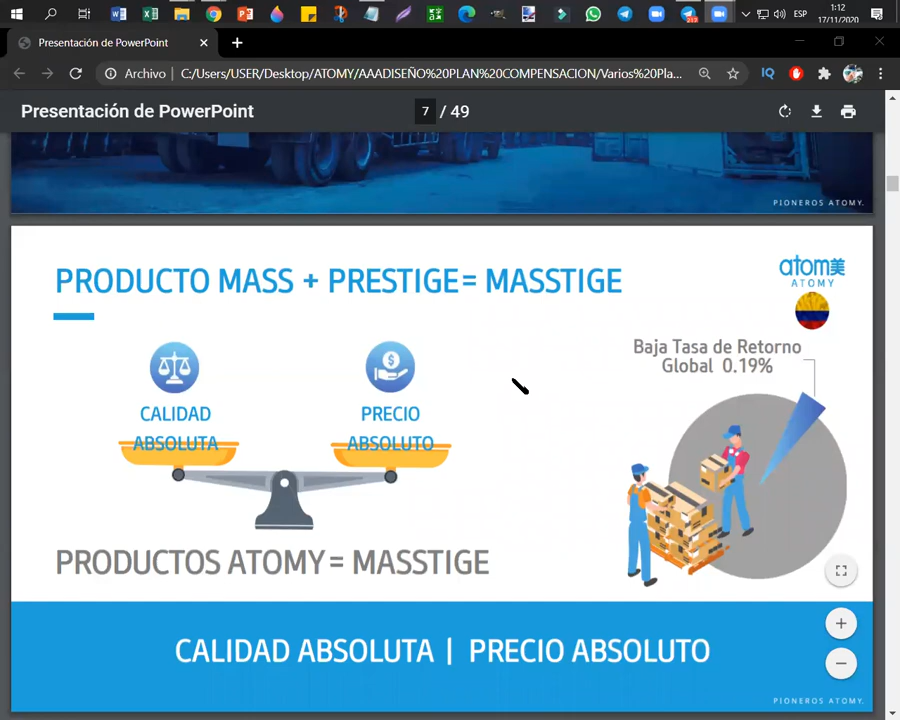 1:12
ESP
17/11/2020
Presentación de PowerPoint
Archivo
C:/Users/USER/Desktop/ATOMY/AAADISEÑO%20PLAN%20COMPENSACION/Varios%20Pla...
IQ
Presentación de PowerPoint
7 / 49
PIONEROS ATOMY.
PRODUCTO MASS + PRESTIGE= MASSTIGE
atom美
ATOMY
Baja Tasa de Retorno
Global 0.19%
CALIDAD
ABSOLUTA
PRECIO
ABSOLUTO
PRODUCTOS ATOMY= MASSTIGE
CALIDAD ABSOLUTA | PRECIO ABSOLUTO
PIONEROS ATOMY.